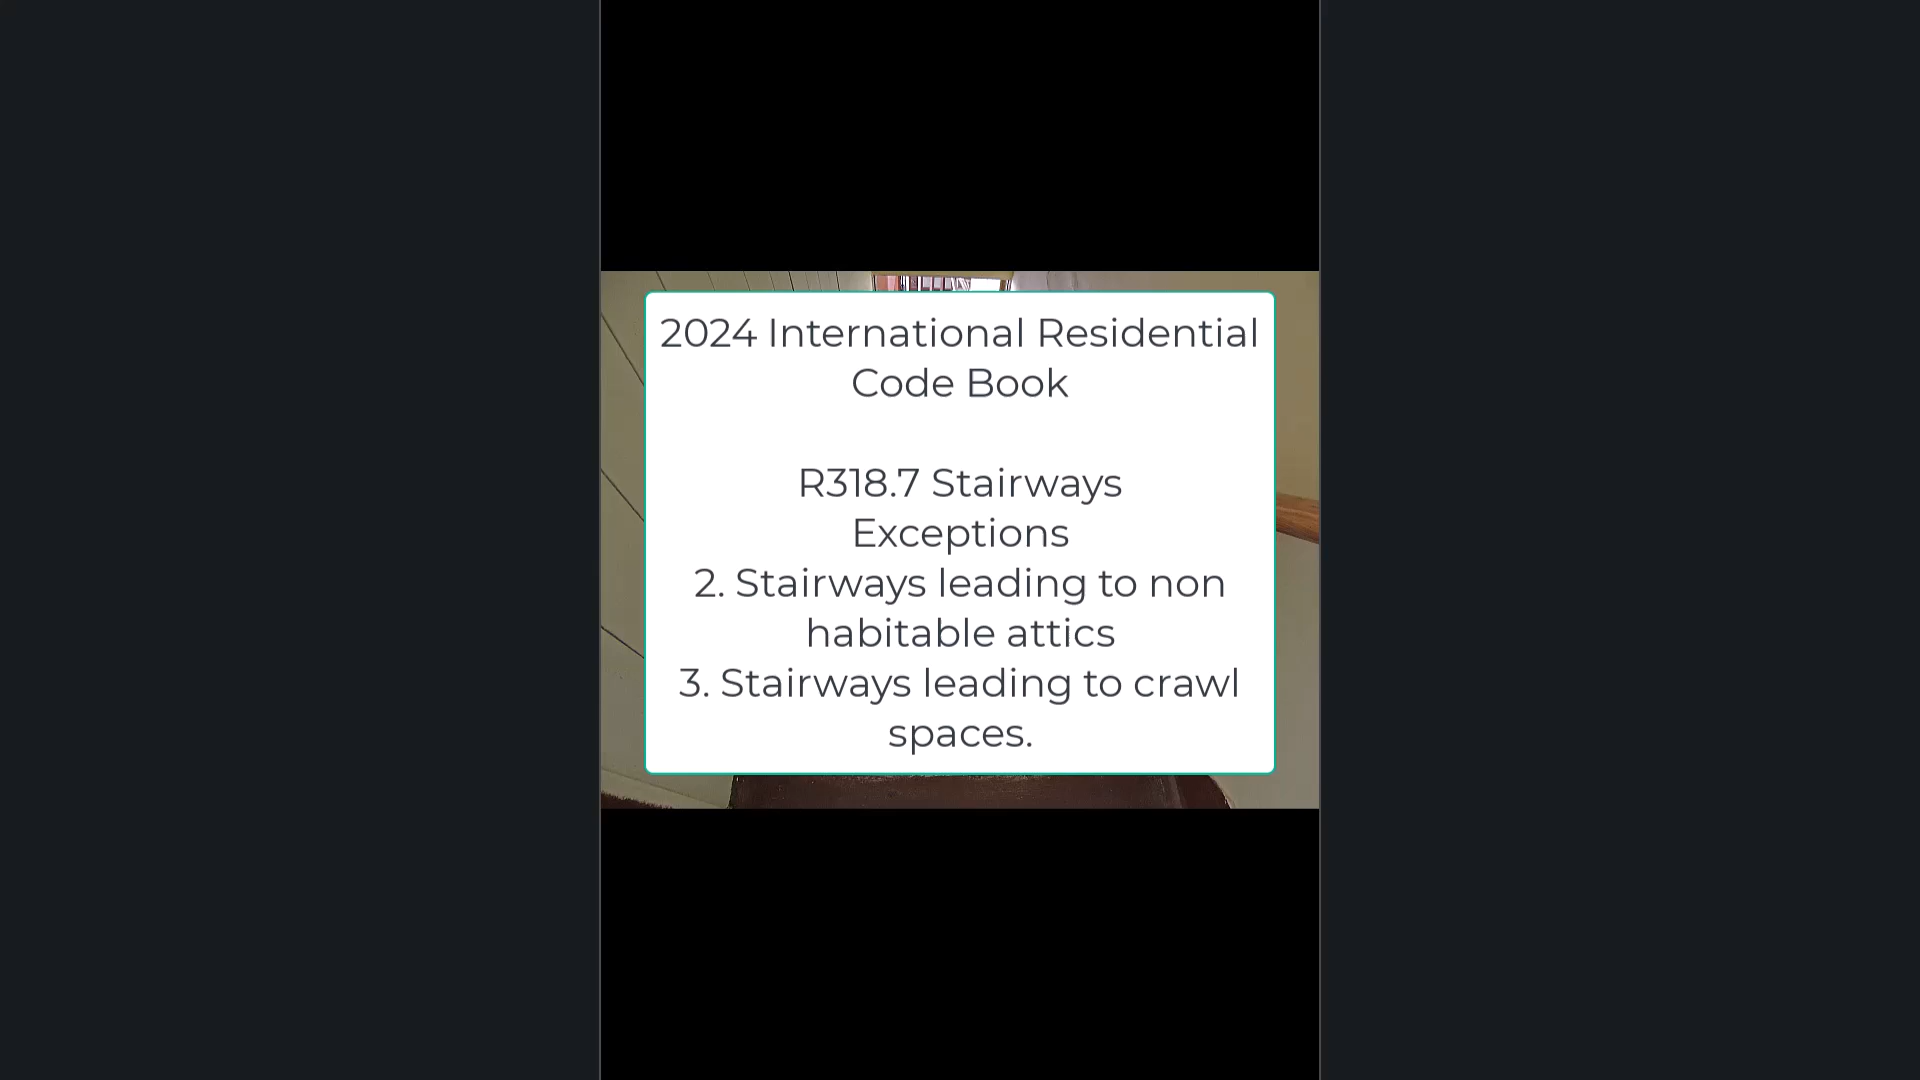 2024 International Residential
Code Book
R318.7 Stairways
Exceptions
2. Stairways leading to non
habitable attics
3. Stairways leading to crawl
spaces.